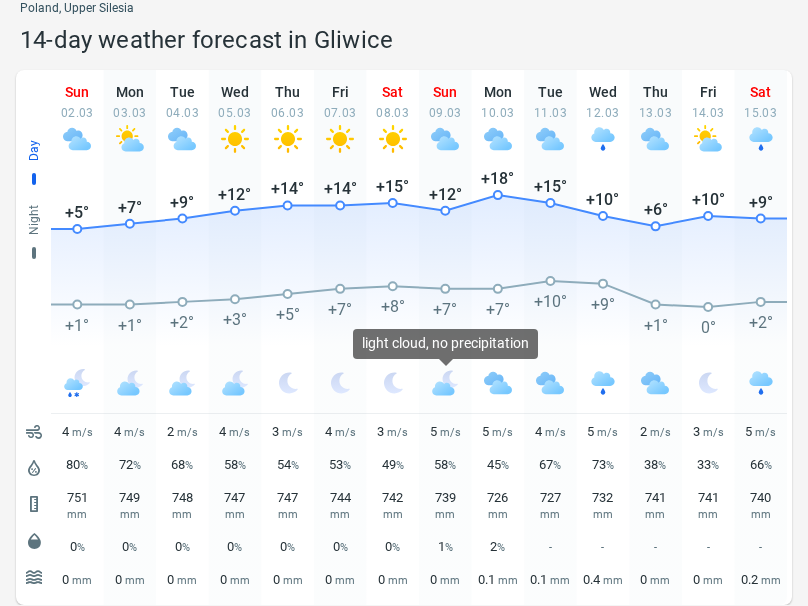 Poland, Upper Silesia
14-day weather forecast in Gliwice
Sun Mon Tue Wed Thu Fri Sat Sun Mon Tue Wed Thu Fri Sat
02.03 03.03 04.03 05.03 06.03 07.03 08.03 09.03 10.03 11.03 12.03 13.03 14.03 15.03
Day
+5° +7° +9° +12° +14° +14° +15° +12° +18° +15° +10° +6° +10° +9°
Night
+1° +1° +2° +3° +5° +7° +8° +7° +7° +10° +9° +1° 0° +2°
light cloud, no precipitation
4 m/s 4 m/s 2 m/s 4 m/s 3 m/s 4 m/s 3 m/s 5 m/s 5 m/s 4 m/s 5 m/s 2 m/s 3 m/s 5 m/s
80% 72% 68% 58% 54% 53% 49% 58% 45% 67% 73% 38% 33% 66%
751 749 748 747 747 744 742 739 726 727 732 741 741 740
mm mm mm mm mm mm mm mm mm mm mm mm mm mm
0% 0% 0% 0% 0% 0% 0% 1% 2% - - - - -
0 mm 0 mm 0 mm 0 mm 0 mm 0 mm 0 mm 0 mm 0.1 mm 0.1 mm 0.4 mm 0 mm 0 mm 0.2 mm